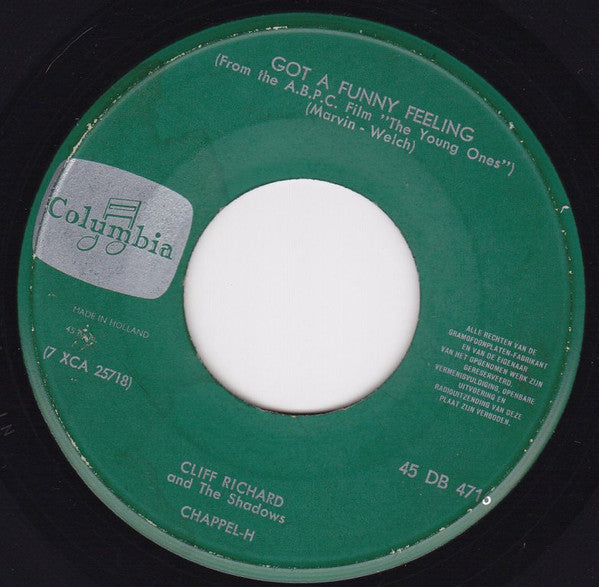 GOT A FUNNY FEELING
(From the A.B.P.C. Film "The Young Ones")
(Marvin - Welch)
Columbia
MADE IN HOLLAND
45
(7 XCA 25718)
ALLE RECHTEN VAN DE
GRAMOFOONPLATEN-FABRIKANT
EN VAN DE EIGENAAR
VAN HET OPGENOMEN WERK ZIJN
GERESERVEERD.
VERMENIGVULDIGING, OPENBARE
UITVOERING EN
RADIOUITZENDING VAN DEZE
PLAAT ZIJN VERBODEN.
45 DB 4716
CLIFF RICHARD
and The Shadows
CHAPPEL-H